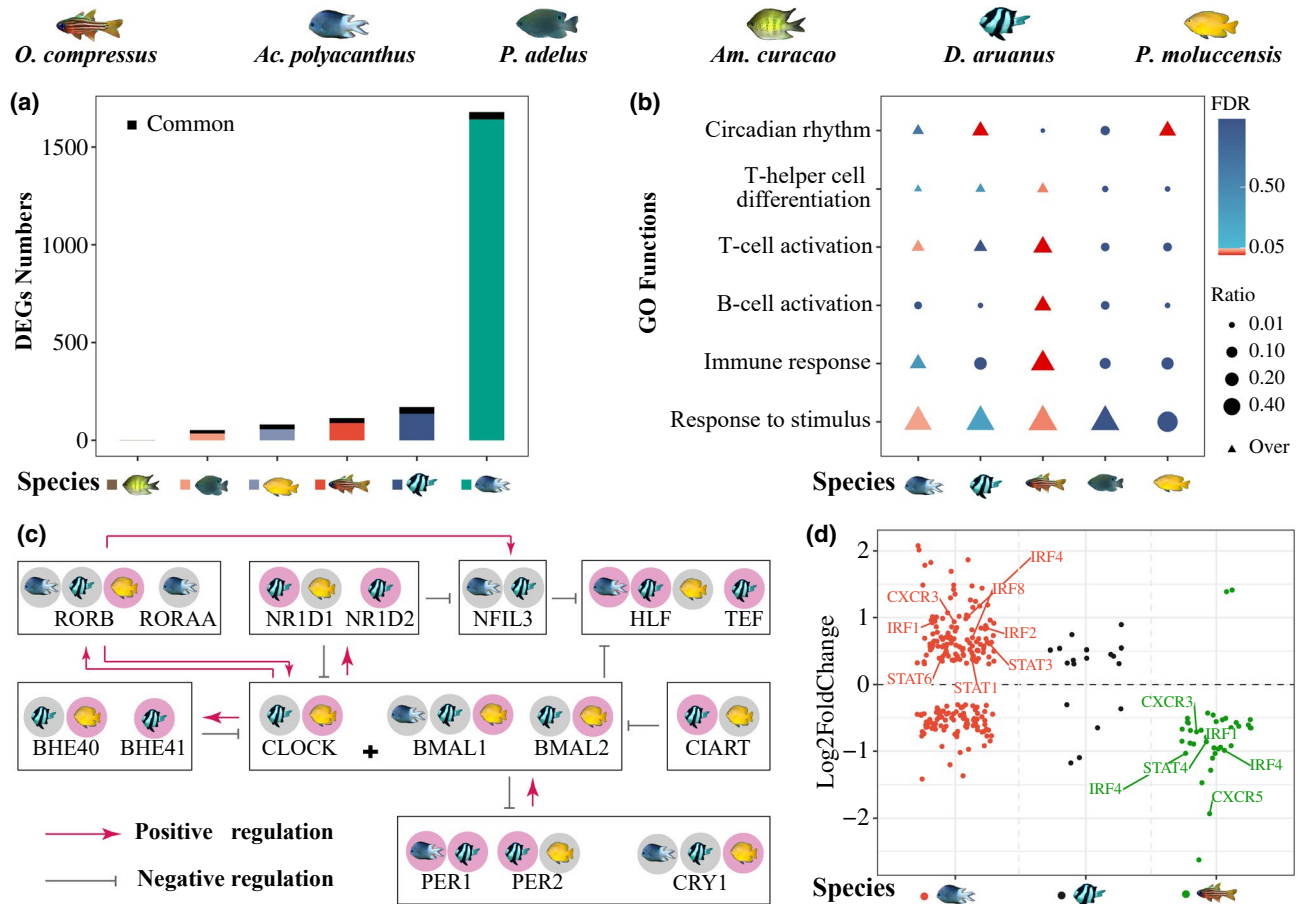 O. compressus Ac. polyacanthus P. adelus Am. curacao D. aruanus P. moluccensis
(a)
DEGs Numbers
1500
1000
500
0
Common
Species
(b)
GO Functions
Circadian rhythm
T-helper cell
differentiation
T-cell activation
B-cell activation
Immune response
Response to stimulus
Species
FDR
0.50
0.05
Ratio
0.01
0.10
0.20
0.40
Over
(c)
RORB RORAA
NR1D1 NR1D2
NFIL3
HLF TEF
BHE40 BHE41
CLOCK + BMAL1 BMAL2
CIART
PER1 PER2 CRY1
Positive regulation
Negative regulation
(d)
Log2FoldChange
2
1
0
-1
-2
IRF4
CXCR3
IRF8
IRF1
IRF2
STAT3
STAT6
STAT1
CXCR3
IRF1
STAT4
IRF4
IRF4
CXCR5
Species